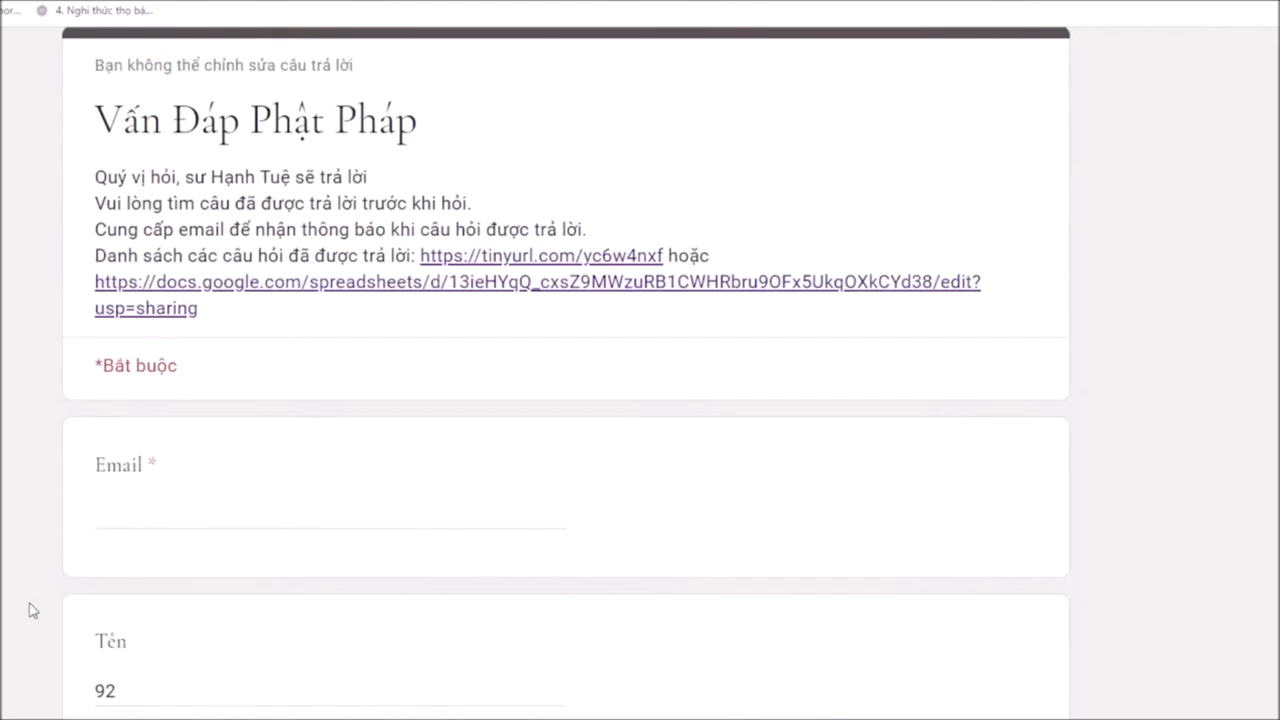 4. Nghi thức thọ bá...
Bạn không thể chỉnh sửa câu trả lời
Vấn Đáp Phật Pháp
Quý vị hỏi, sư Hạnh Tuệ sẽ trả lời
Vui lòng tìm câu đã được trả lời trước khi hỏi.
Cung cấp email để nhận thông báo khi câu hỏi được trả lời.
Danh sách các câu hỏi đã được trả lời: https://tinyurl.com/yc6w4nxf hoặc
https://docs.google.com/spreadsheets/d/13ieHYqQ_cxsZ9MWzuRB1CWHRbru9OFx5UkqOXkCYd38/edit?
usp=sharing
*Bắt buộc
Email *
Tên
92